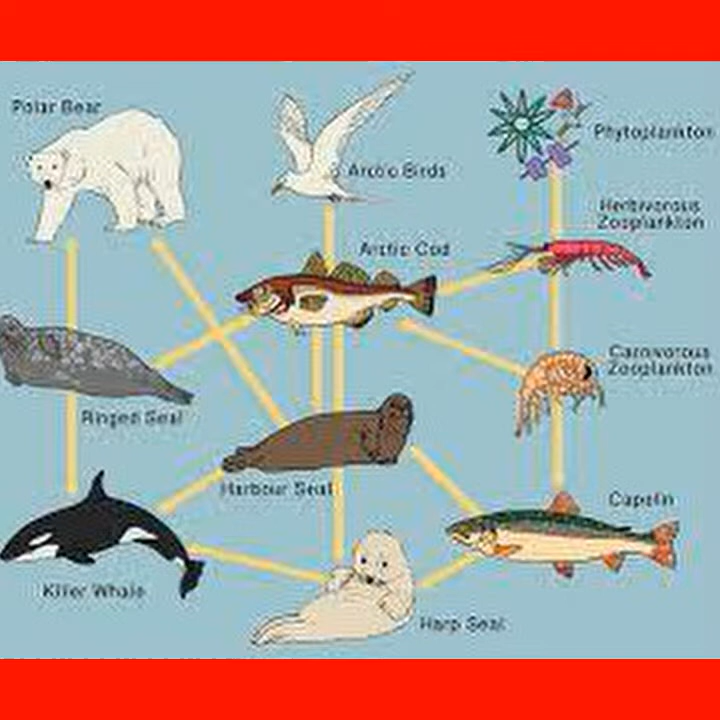 Polar Bear
Arctic Birds
Phytoplankton
Herbivorous
Zooplankton
Arctic Cod
Carnivorous
Zooplankton
Ringed Seal
Harbour Seal
Capelin
Killer Whale
Harp Seal